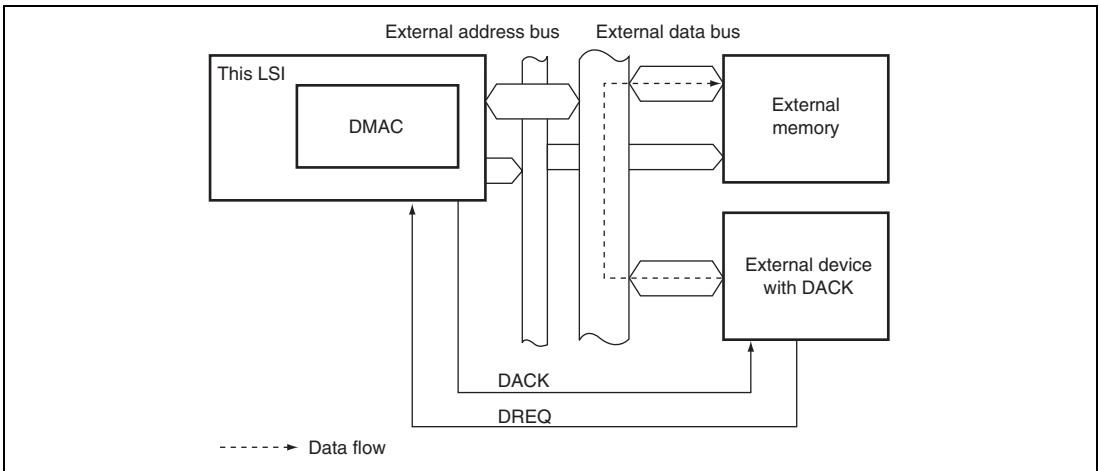 External address bus
External data bus
This LSI
DMAC
External
memory
External device
with DACK
DACK
DREQ
Data flow